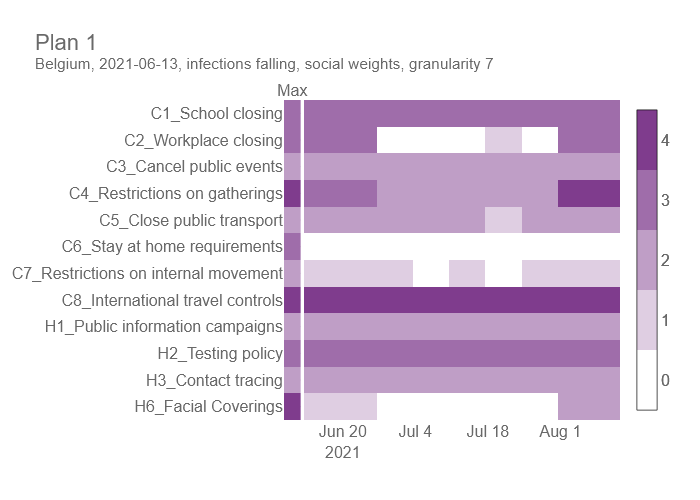 Plan 1
Belgium, 2021-06-13, infections falling, social weights, granularity 7
Max
C1_School closing
C2_Workplace closing
C3_Cancel public events
C4_Restrictions on gatherings
C5_Close public transport
C6_Stay at home requirements
C7_Restrictions on internal movement
C8_International travel controls
H1_Public information campaigns
H2_Testing policy
H3_Contact tracing
H6_Facial Coverings
4
3
2
1
0
Jun 20 Jul 4 Jul 18 Aug 1
2021